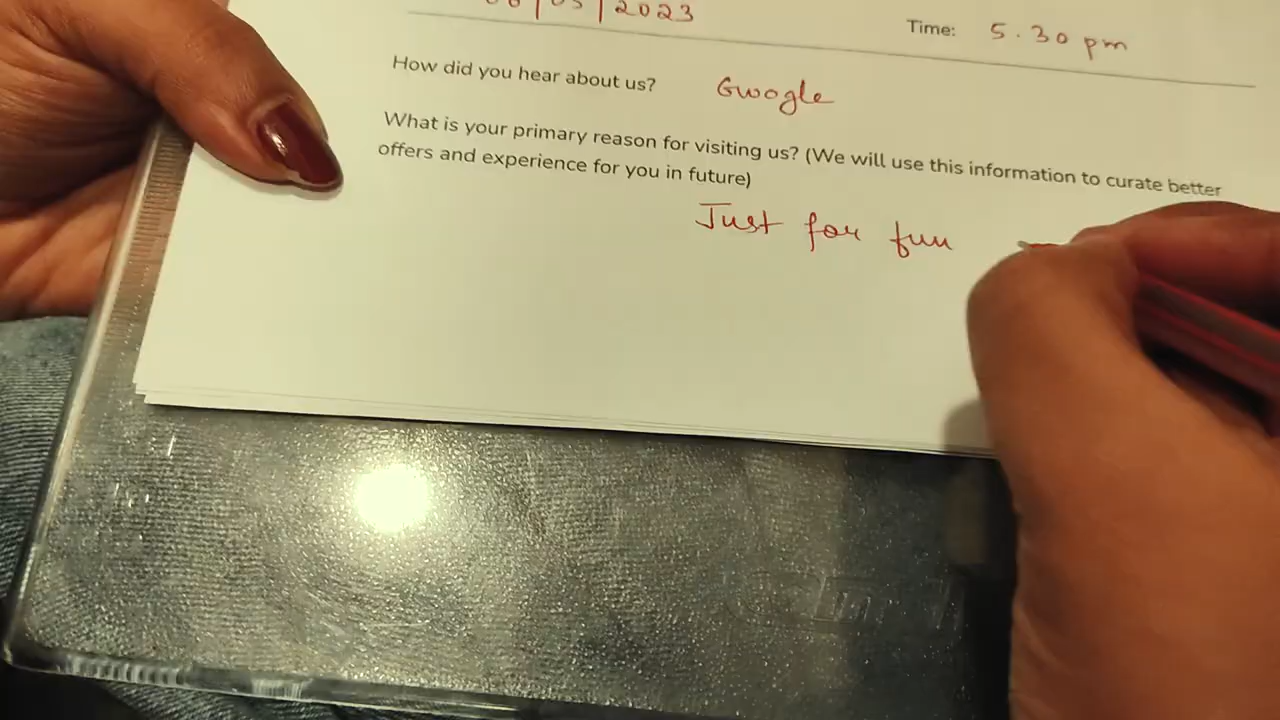 2023
Time: 5.30 pm
How did you hear about us? Gwogle
What is your primary reason for visiting us? (We will use this information to curate better
offers and experience for you in future)
Just for fun